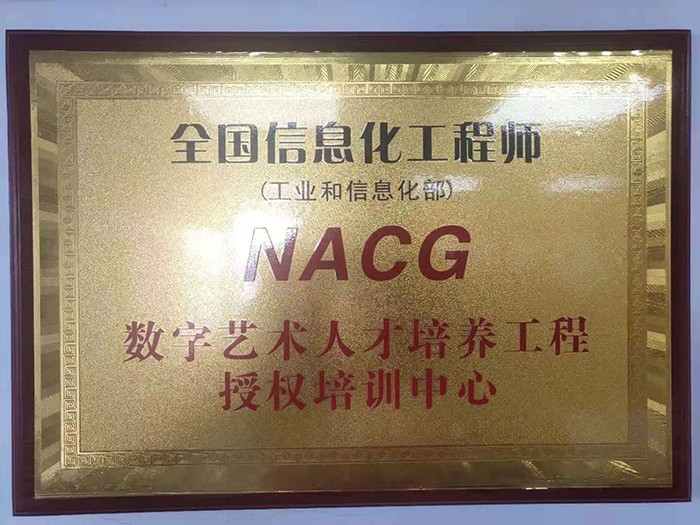 全国信息化工程师
(工业和信息化部)
NACG
数字艺术人才培养工程
授权培训中心